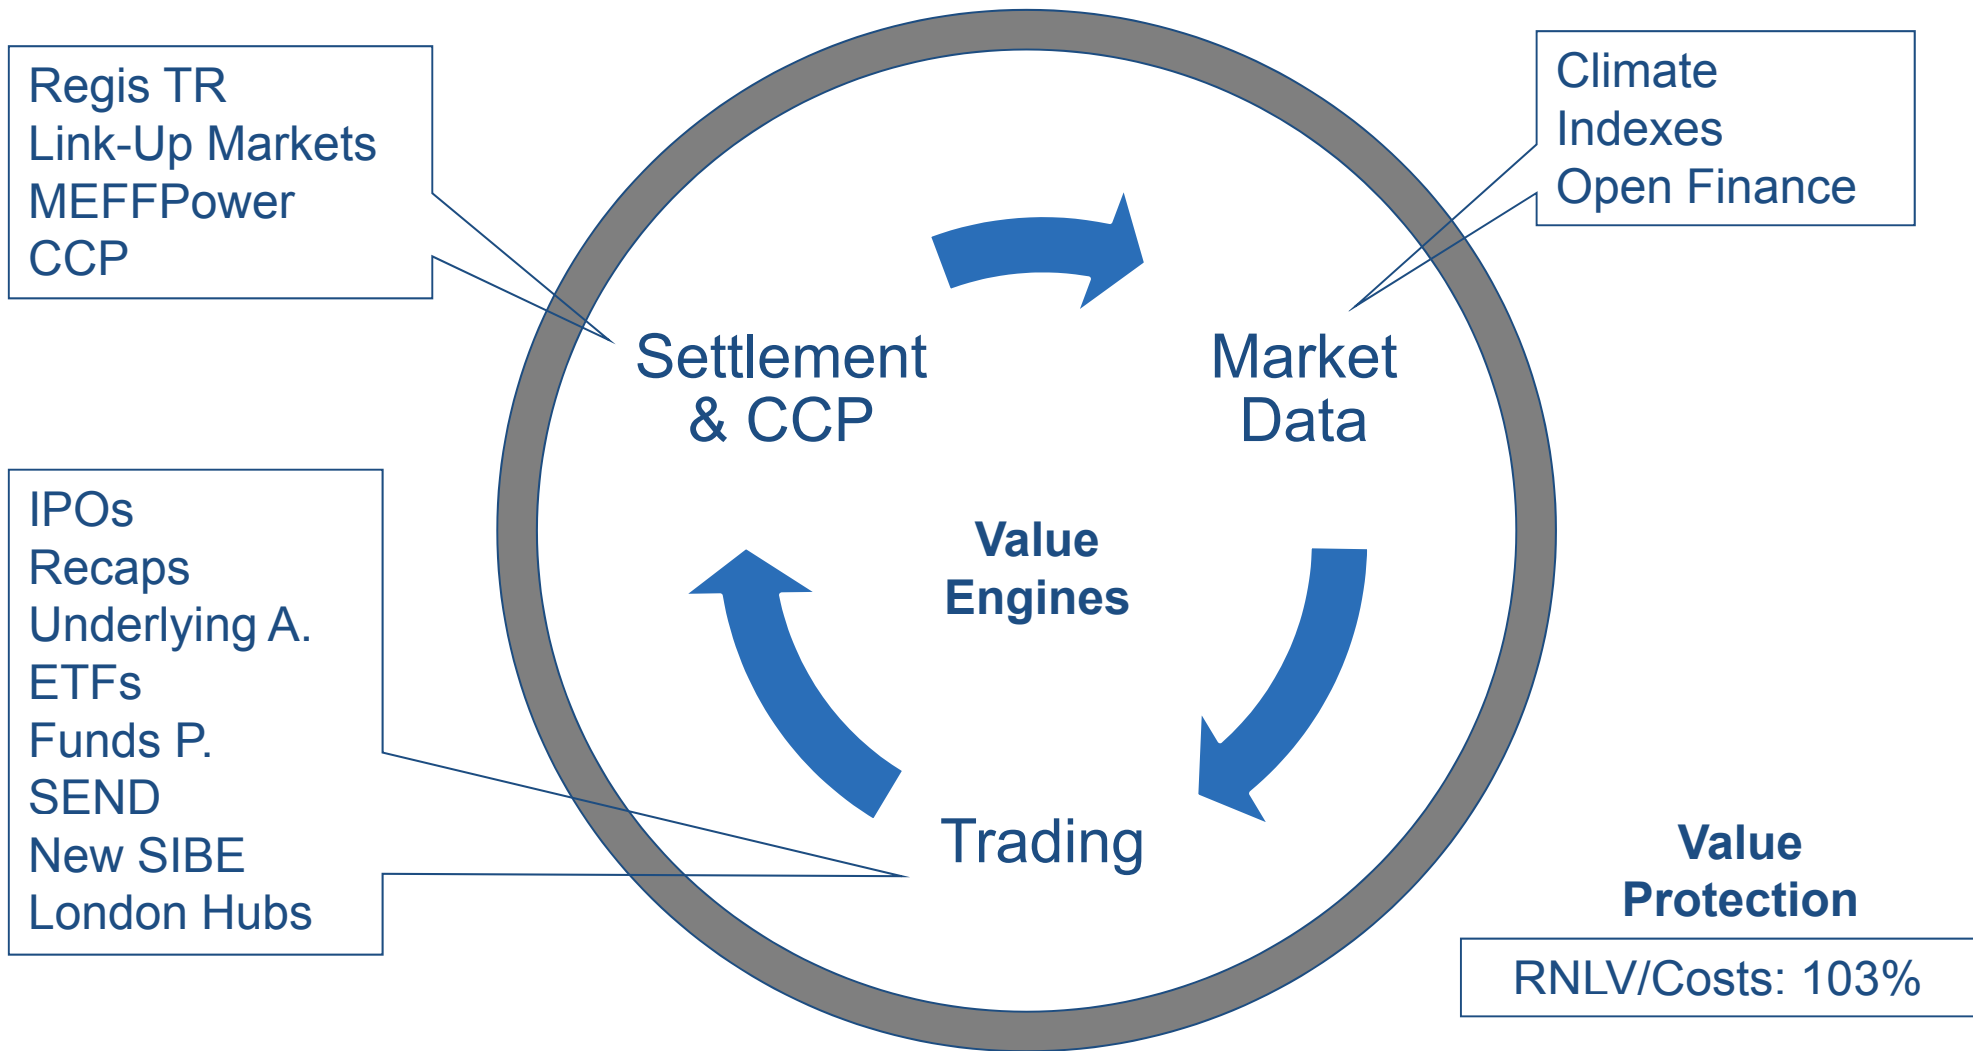 Regis TR
Link-Up Markets
MEFFPower
CCP
Climate
Indexes
Open Finance
Settlement
& CCP
Market
Data
Value
Engines
IPOs
Recaps
Underlying A.
ETFs
Funds P.
SEND
New SIBE
London Hubs
Trading
Value
Protection
RNLV/Costs: 103%